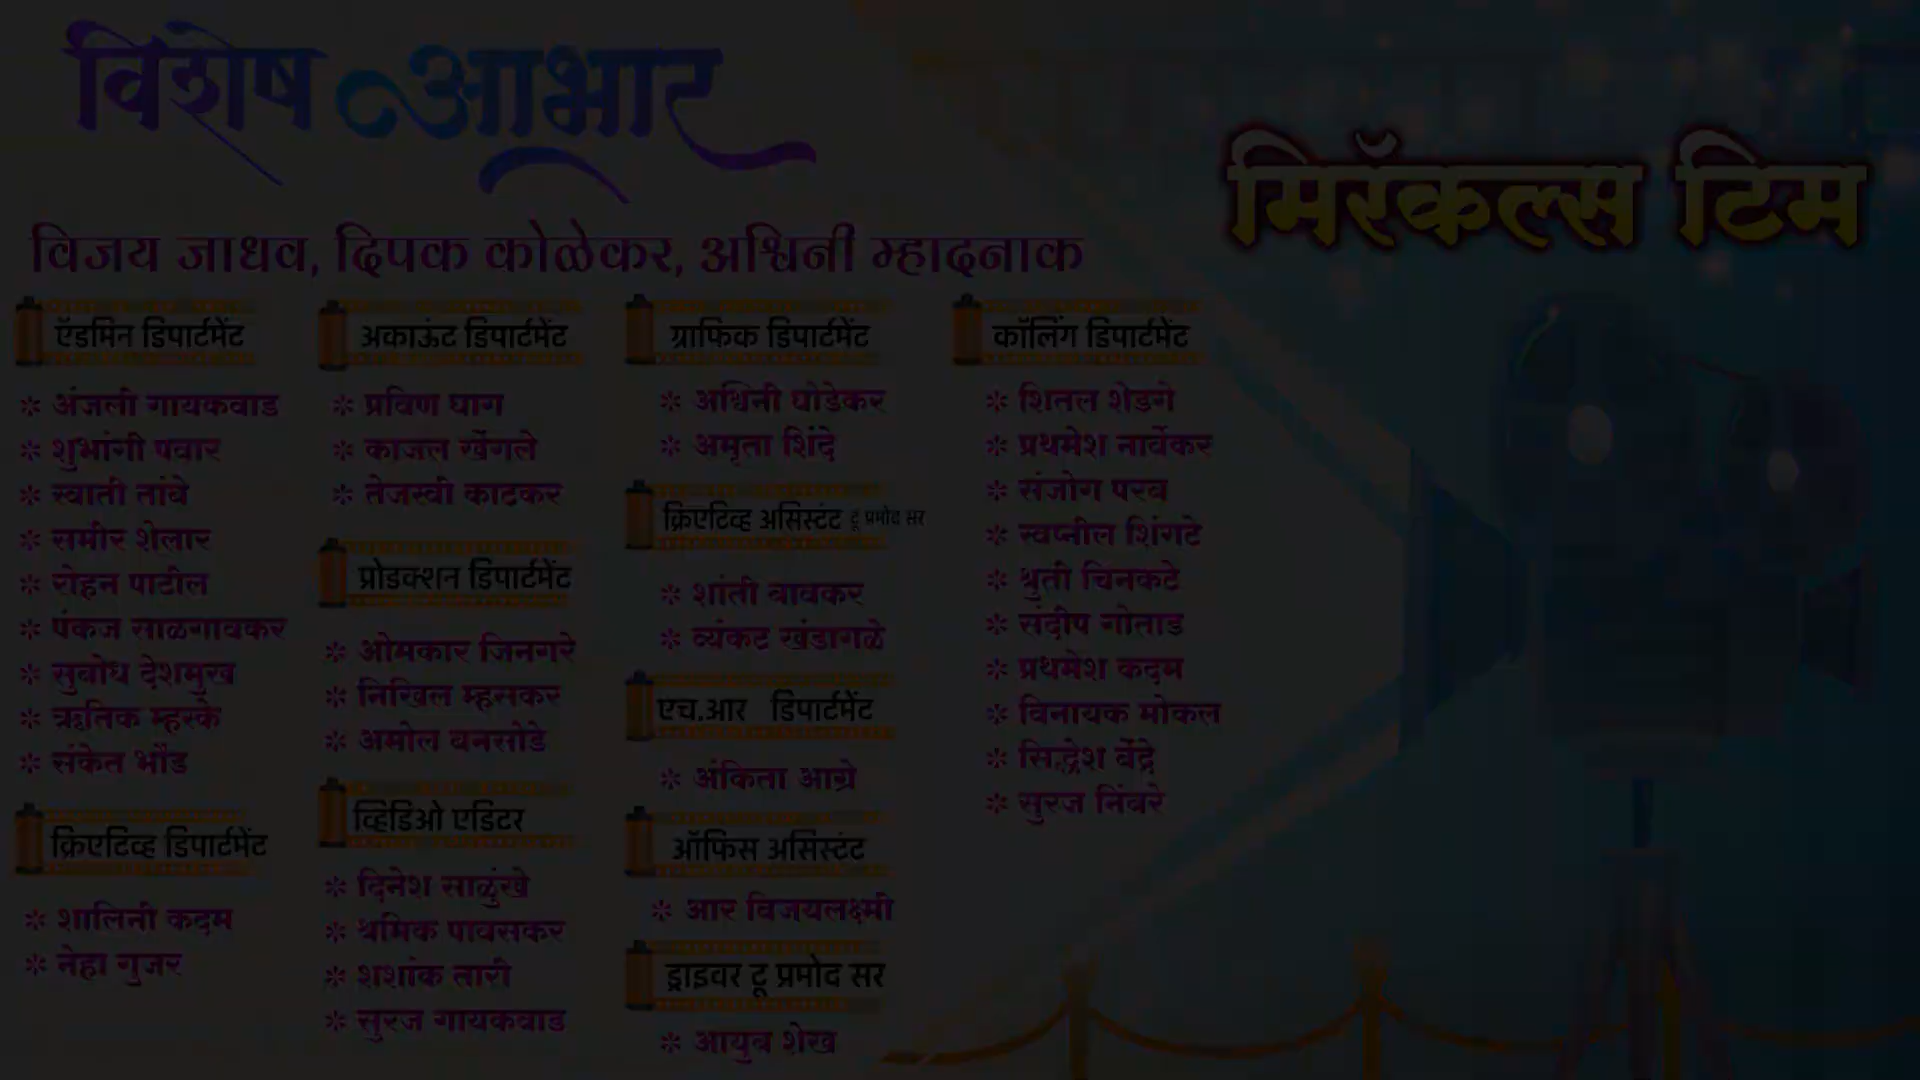 विशेष आभार
मिरॅकल्स टिम
विजय जाधव, दिपक कोळेकर, अश्विनी म्हादनाक
ऍडमिन डिपार्टमेंट
* अंजली गायकवाड
* शुभांगी पवार
* स्वाती तांबे
* समीर शेलार
* रोहन पाटील
* पंकज साळगावकर
* सुबोध देशमुख
* ऋतिक म्हस्के
* संकेत भौड
क्रिएटिव्ह डिपार्टमेंट
* शालिनी कदम
* नेहा गुजर
अकाऊंट डिपार्टमेंट
* प्रविण घाग
* काजल खेंगले
* तेजस्वी काटकर
प्रोडक्शन डिपार्टमेंट
* ओमकार जिनगरे
* निखिल म्हसकर
* अमोल बनसोडे
व्हिडिओ एडिटर
* दिनेश साळुंखे
* श्रमिक पावसकर
* शशांक तारी
* सुरज गायकवाड
ग्राफिक डिपार्टमेंट
* अश्विनी घोडेकर
* अमृता शिंदे
क्रिएटिव्ह असिस्टंट टू प्रमोद सर
* शांती बावकर
* व्यंकट खंडागळे
एच.आर डिपार्टमेंट
* अंकिता आग्रे
ऑफिस असिस्टंट
* आर विजयलक्ष्मी
ड्राइवर टू प्रमोद सर
* आयुब शेख
कॉलिंग डिपार्टमेंट
* शितल शेडगे
* प्रथमेश नार्वेकर
* संजोग परब
* स्वप्नील शिंगटे
* श्रुती चिनकटे
* संदीप गोताड
* प्रथमेश कदम
* विनायक मोकल
* सिद्धेश बेंद्रे
* सुरज निंबरे